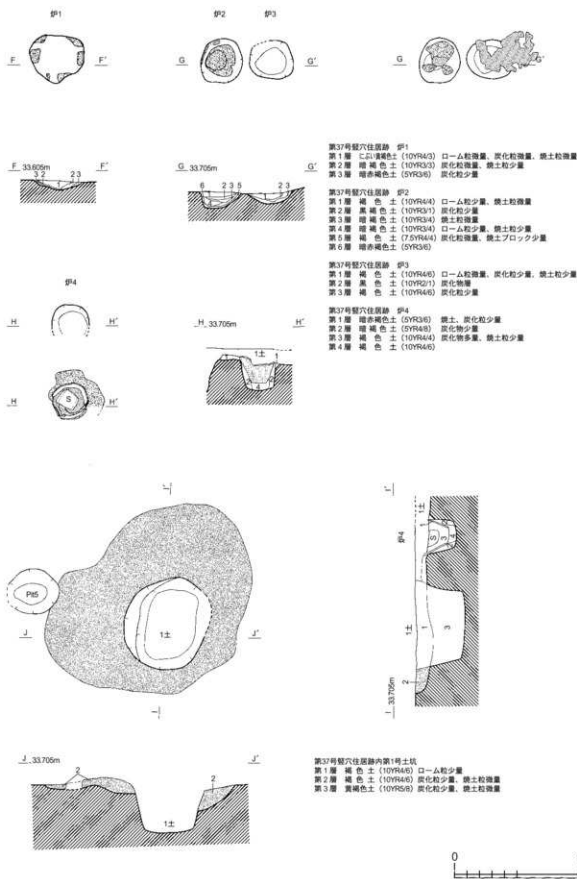 炉1
F F'
炉2 炉3
G G'
G G'
F 33.605m F'
3 2 1 2 3
G 33.705m G'
6 1 2 3 5 1 2 3
第37号竪穴住居跡 炉1
第1層 にぶい黄褐色土(10YR4/3)ローム粒微量、炭化粒微量、焼土粒微量
第2層 暗褐色土(10YR3/3)炭化粒微量、焼土粒少量
第3層 暗赤褐色土(5YR3/6)炭化粒少量
第37号竪穴住居跡 炉2
第1層 褐色土(10YR4/4)ローム粒少量、焼土粒微量
第2層 黒褐色土(10YR3/1)炭化粒少量
第3層 暗褐色土(10YR3/4)焼土粒微量
第4層 暗褐色土(10YR3/4)ローム粒少量、焼土粒少量
第5層 褐色土(7.5YR4/4)炭化粒微量、焼土ブロック少量
第6層 暗赤褐色土(5YR3/6)
第37号竪穴住居跡 炉3
第1層 褐色土(10YR4/6)ローム粒微量、炭化粒少量、焼土粒少量
第2層 黒色土(10YR2/1)炭化物層
第3層 褐色土(10YR4/6)炭化粒少量
第37号竪穴住居跡 炉4
第1層 暗赤褐色土(5YR3/6)焼土、炭化粒少量
第2層 暗褐色土(5YR4/8)炭化物少量
第3層 褐色土(10YR4/4)炭化物多量、焼土粒少量
第4層 褐色土(10YR4/6)
炉4
H H'
H 33.705m H'
1土
1 1
4
H S H'
I'
Pit5
J 1土 J'
I
I' 1土
炉4 1 S 3 4
1土 1 3
2
I 33.705m
J 33.705m J'
2 2
1土
第37号竪穴住居跡内第1号土坑
第1層 褐色土(10YR4/6)ローム粒少量
第2層 褐色土(10YR4/6)炭化粒少量、焼土粒微量
第3層 黄褐色土(10YR5/8)炭化粒少量、焼土粒微量
0